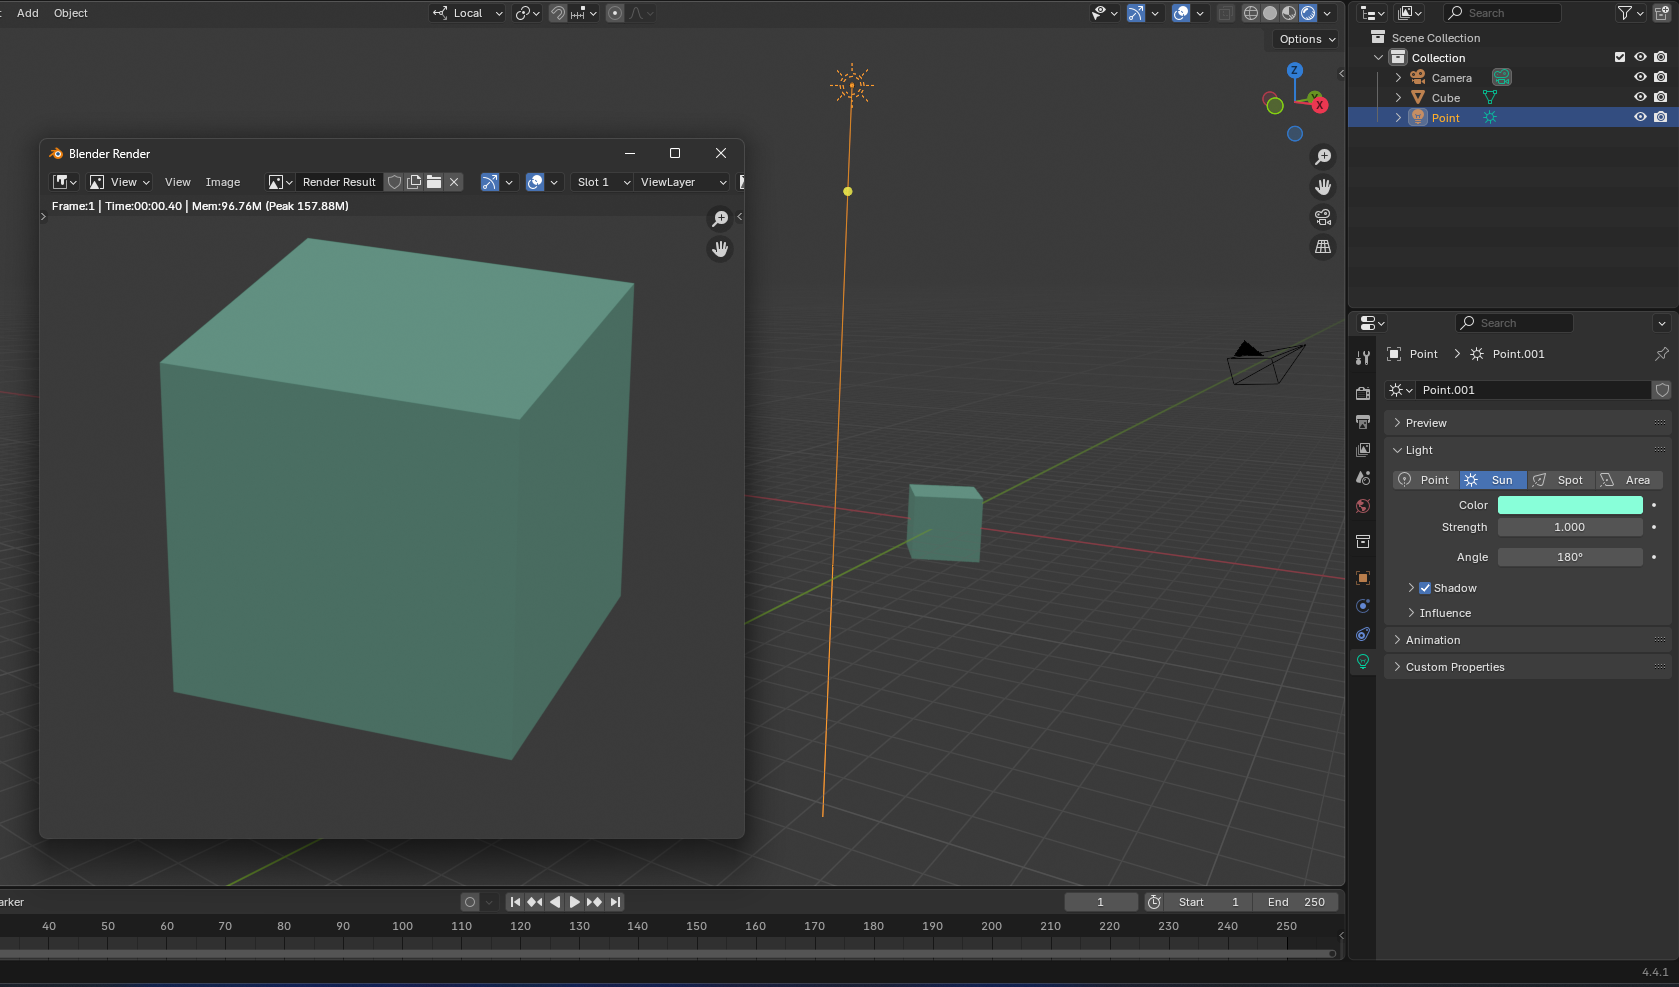 Add Object Local
Options
Z
Y
X
Blender Render
View View Image Render Result Slot 1 ViewLayer
Frame:1 | Time:00:00.40 | Mem:96.76M (Peak 157.88M)
Search
Scene Collection
Collection
Camera
Cube
Point
Search
Point > Point.001
Point.001
Preview
Light
Point Sun Spot Area
Color
Strength 1.000
Angle 180°
Shadow
Influence
Animation
Custom Properties
arker 1 Start 1 End 250
40 50 60 70 80 90 100 110 120 130 140 150 160 170 180 190 200 210 220 230 240 250
4.4.1